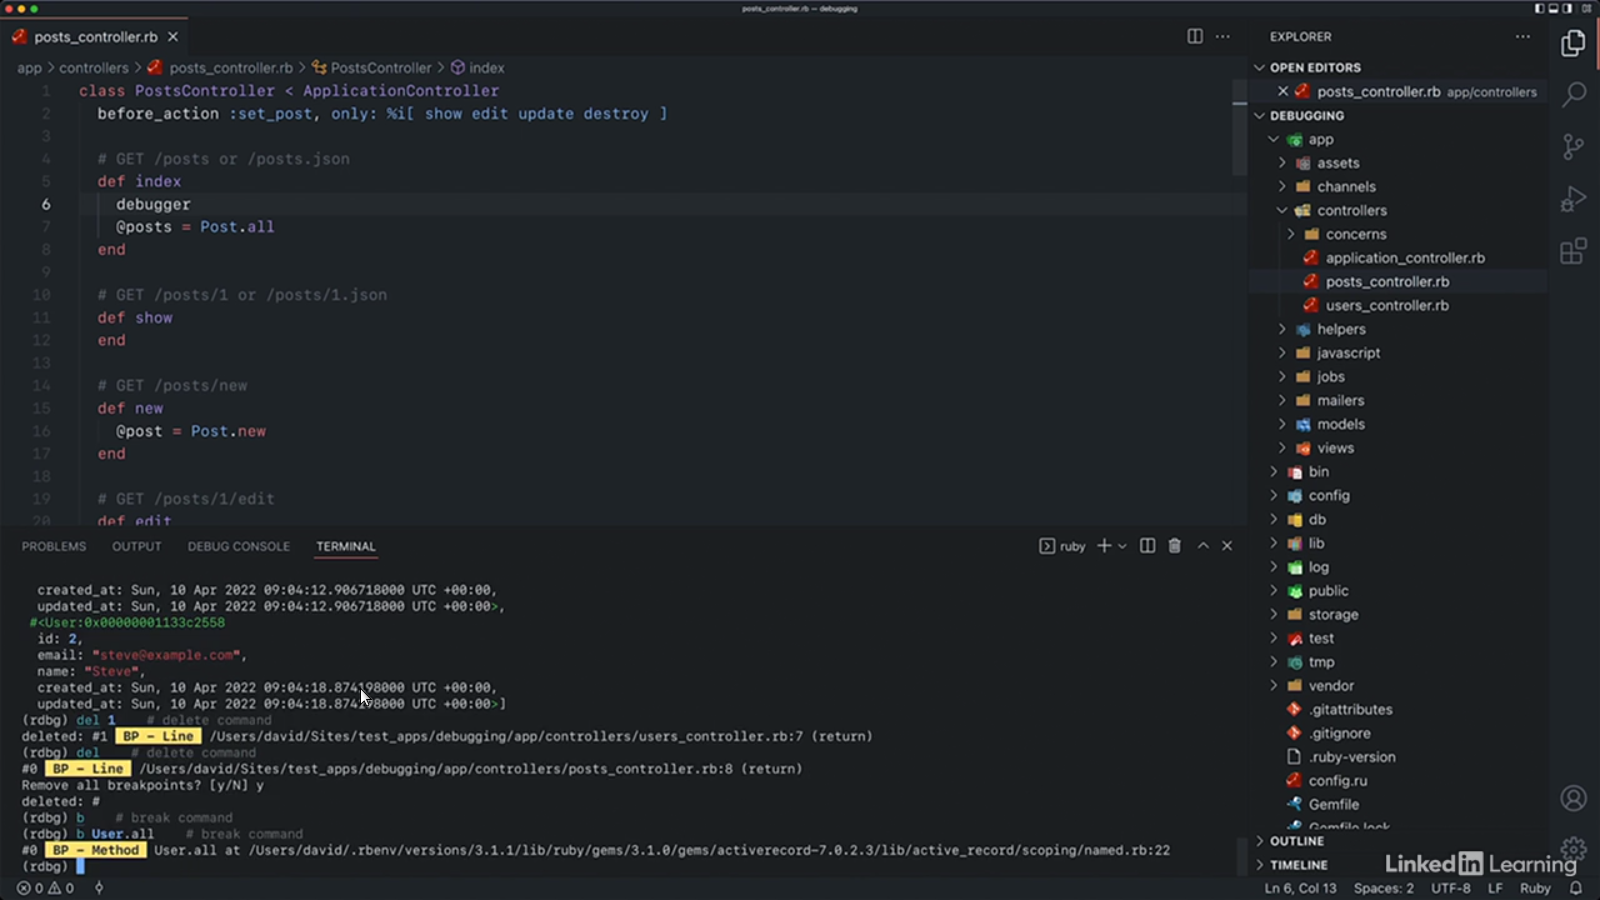 posts_controller.rb — debugging
posts_controller.rb
app > controllers > posts_controller.rb > PostsController > index
1 class PostsController < ApplicationController
2 before_action :set_post, only: %i[ show edit update destroy ]
3
4 # GET /posts or /posts.json
5 def index
6 debugger
7 @posts = Post.all
8 end
9
10 # GET /posts/1 or /posts/1.json
11 def show
12 end
13
14 # GET /posts/new
15 def new
16 @post = Post.new
17 end
18
19 # GET /posts/1/edit
20 def edit
PROBLEMS OUTPUT DEBUG CONSOLE TERMINAL
ruby
created_at: Sun, 10 Apr 2022 09:04:12.906718000 UTC +00:00,
updated_at: Sun, 10 Apr 2022 09:04:12.906718000 UTC +00:00>,
#<User:0x00000001133c2558
id: 2,
email: "steve@example.com",
name: "Steve",
created_at: Sun, 10 Apr 2022 09:04:18.874198000 UTC +00:00,
updated_at: Sun, 10 Apr 2022 09:04:18.874198000 UTC +00:00>]
(rdbg) del 1 # delete command
deleted: #1 BP - Line /Users/david/Sites/test_apps/debugging/app/controllers/users_controller.rb:7 (return)
(rdbg) del # delete command
#0 BP - Line /Users/david/Sites/test_apps/debugging/app/controllers/posts_controller.rb:8 (return)
Remove all breakpoints? [y/N] y
deleted: #
(rdbg) b # break command
(rdbg) b User.all # break command
#0 BP - Method User.all at /Users/david/.rbenv/versions/3.1.1/lib/ruby/gems/3.1.0/gems/activerecord-7.0.2.3/lib/active_record/scoping/named.rb:22
(rdbg)
0 0
EXPLORER
OPEN EDITORS
posts_controller.rb app/controllers
DEBUGGING
app
assets
channels
controllers
concerns
application_controller.rb
posts_controller.rb
users_controller.rb
helpers
javascript
jobs
mailers
models
views
bin
config
db
lib
log
public
storage
test
tmp
vendor
.gitattributes
.gitignore
.ruby-version
config.ru
Gemfile
Gemfile.lock
OUTLINE
TIMELINE
LinkedIn Learning
Ln 6, Col 13 Spaces: 2 UTF-8 LF Ruby